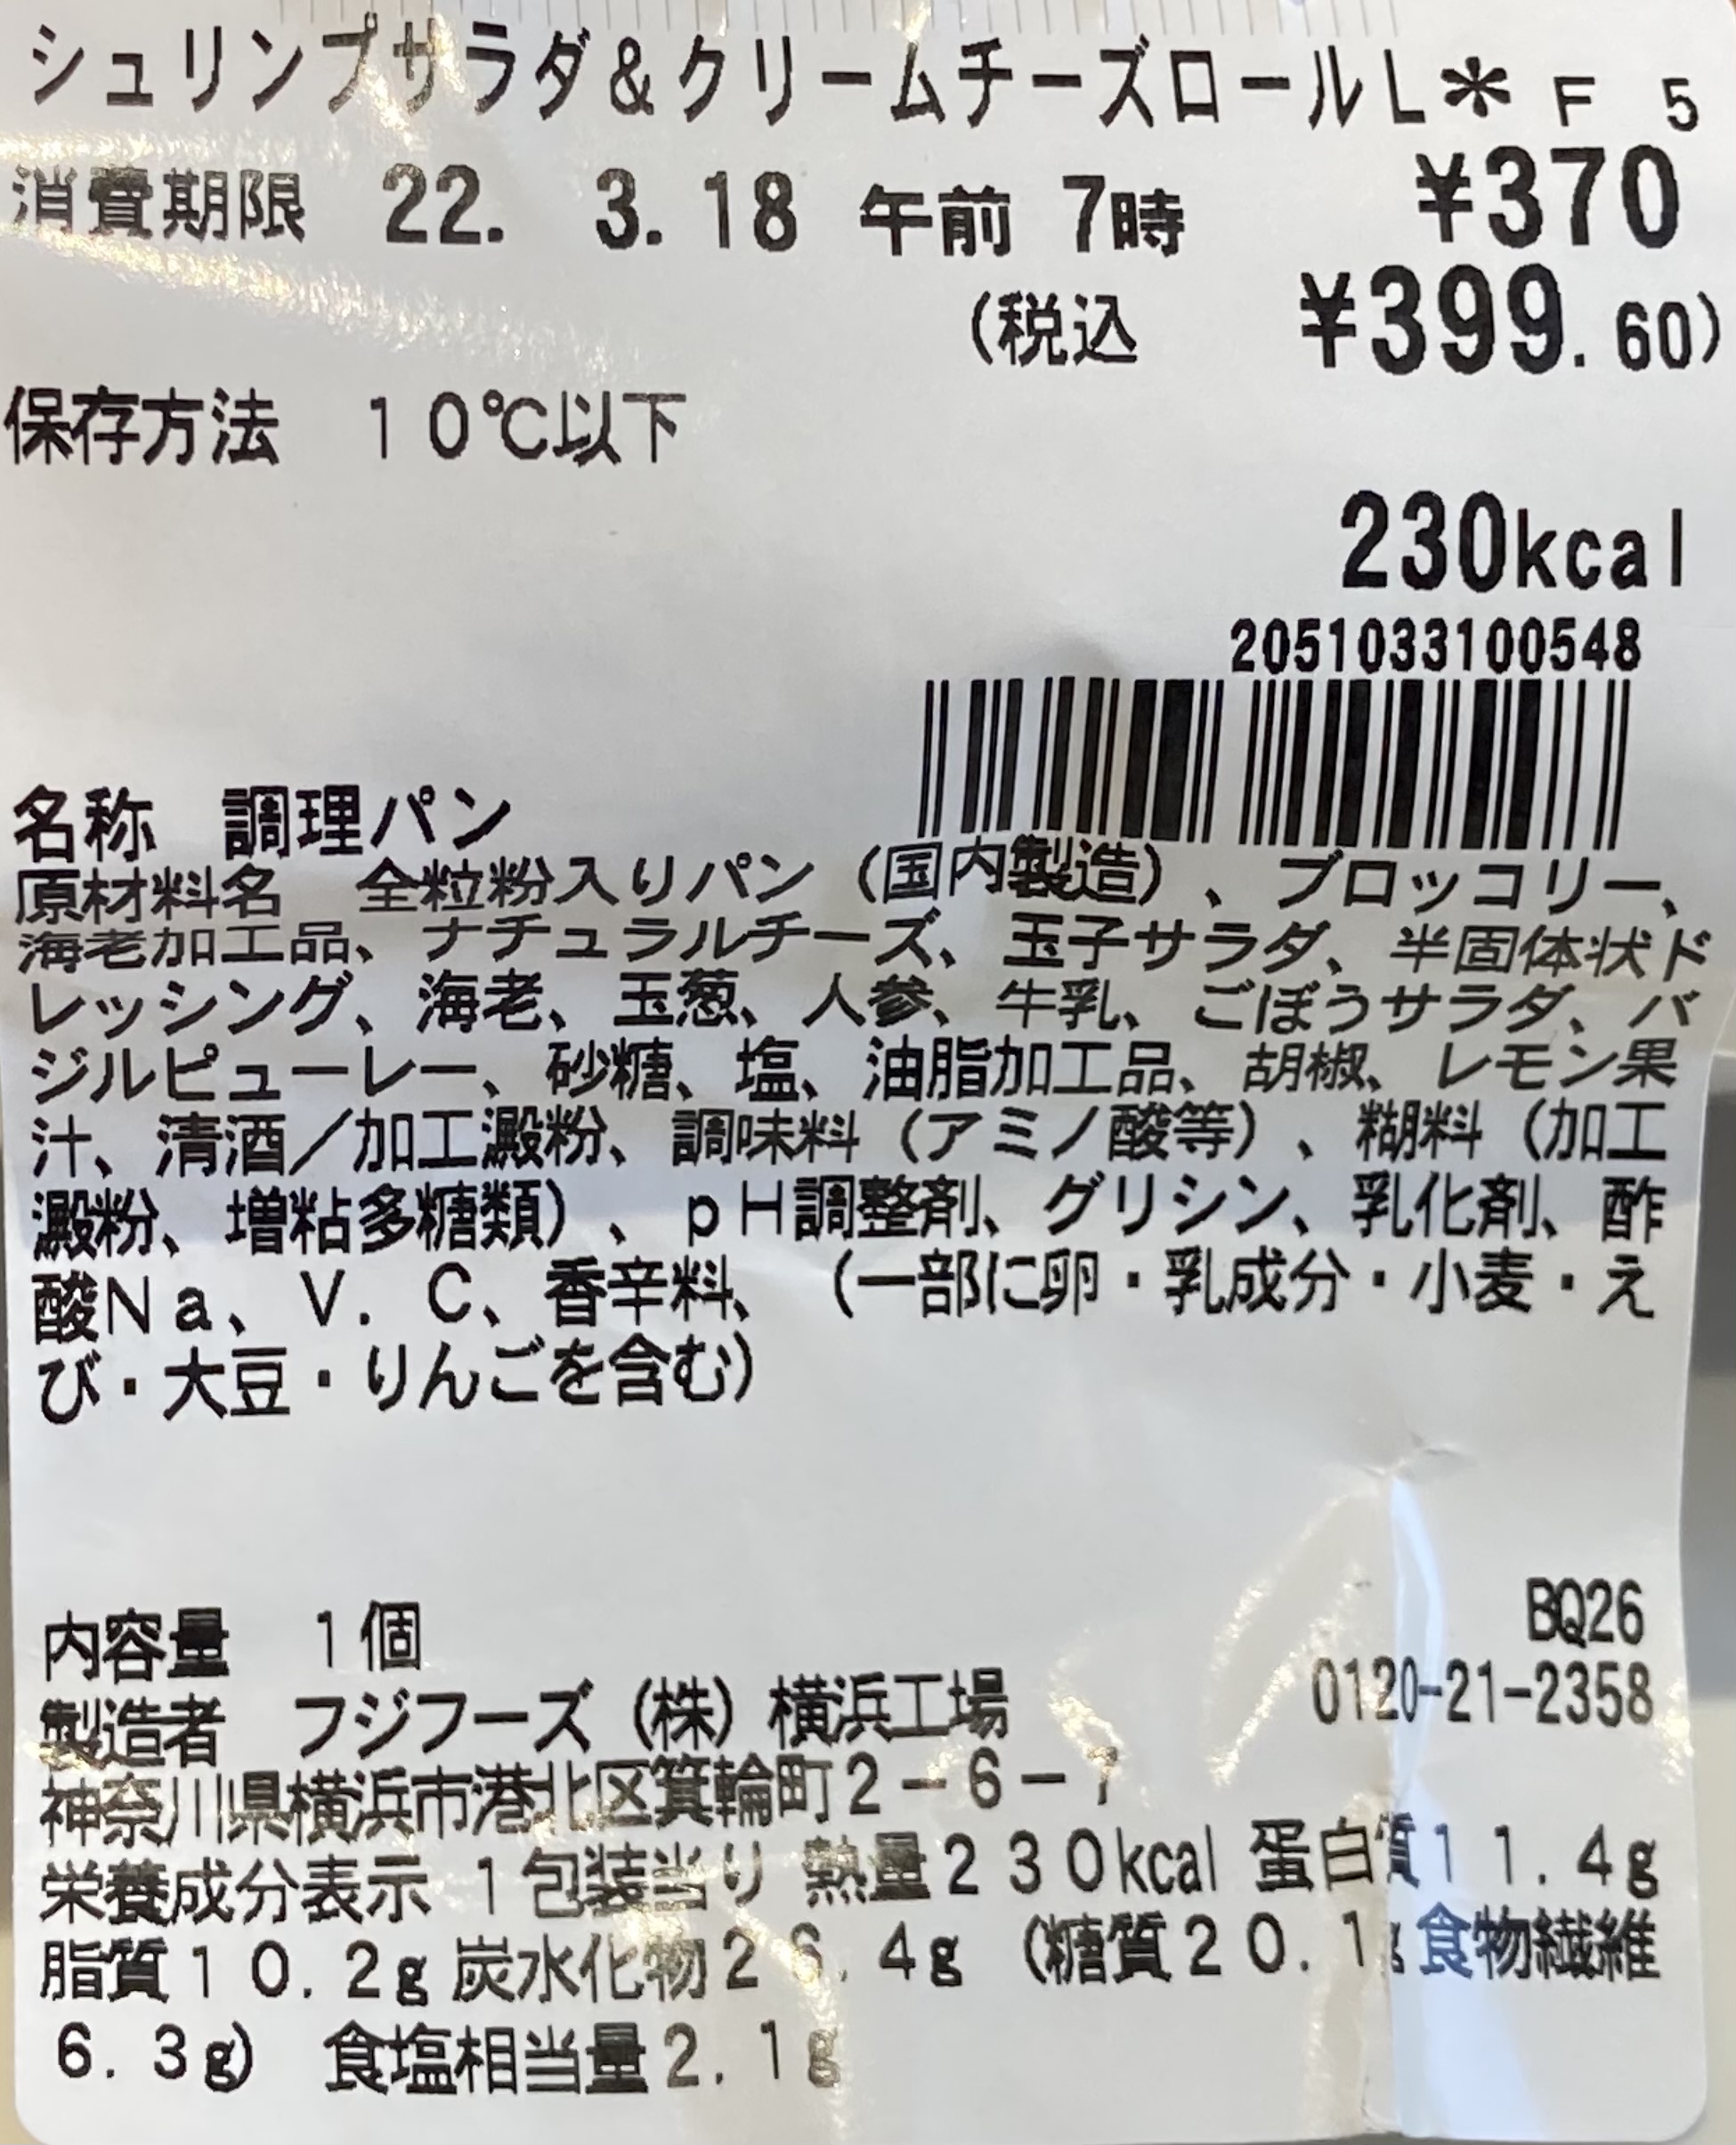 シュリンプサラダ&クリームチーズロールL* F 5
消費期限 22. 3. 18 午前 7時 ¥370
(税込 ¥399.60)
保存方法 10℃以下
230kcal
2051033100548
名称 調理パン
原材料名 全粒粉入りパン(国内製造)、ブロッコリー、
海老加工品、ナチュラルチーズ、玉子サラダ、半固体状ド
レッシング、海老、玉葱、人参、牛乳、ごぼうサラダ、バ
ジルピューレー、砂糖、塩、油脂加工品、胡椒、レモン果
汁、清酒/加工澱粉、調味料(アミノ酸等)、糊料(加工
澱粉、増粘多糖類)、pH調整剤、グリシン、乳化剤、酢
酸Na、V.C、香辛料、(一部に卵・乳成分・小麦・え
び・大豆・りんごを含む)
BQ26
内容量 1個
0120-21-2358
製造者 フジフーズ(株)横浜工場
神奈川県横浜市港北区箕輪町2-6-7
栄養成分表示 1包装当り 熱量230kcal 蛋白質11.4g
脂質10.2g 炭水化物26.4g (糖質20.1g 食物繊維
6.3g) 食塩相当量2.1g